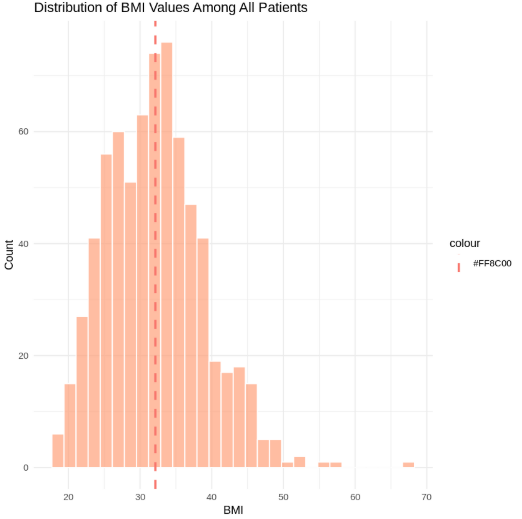 Distribution of BMI Values Among All Patients
60
40
20
0
Count
20 30 40 50 60 70
BMI
colour
#FF8C00